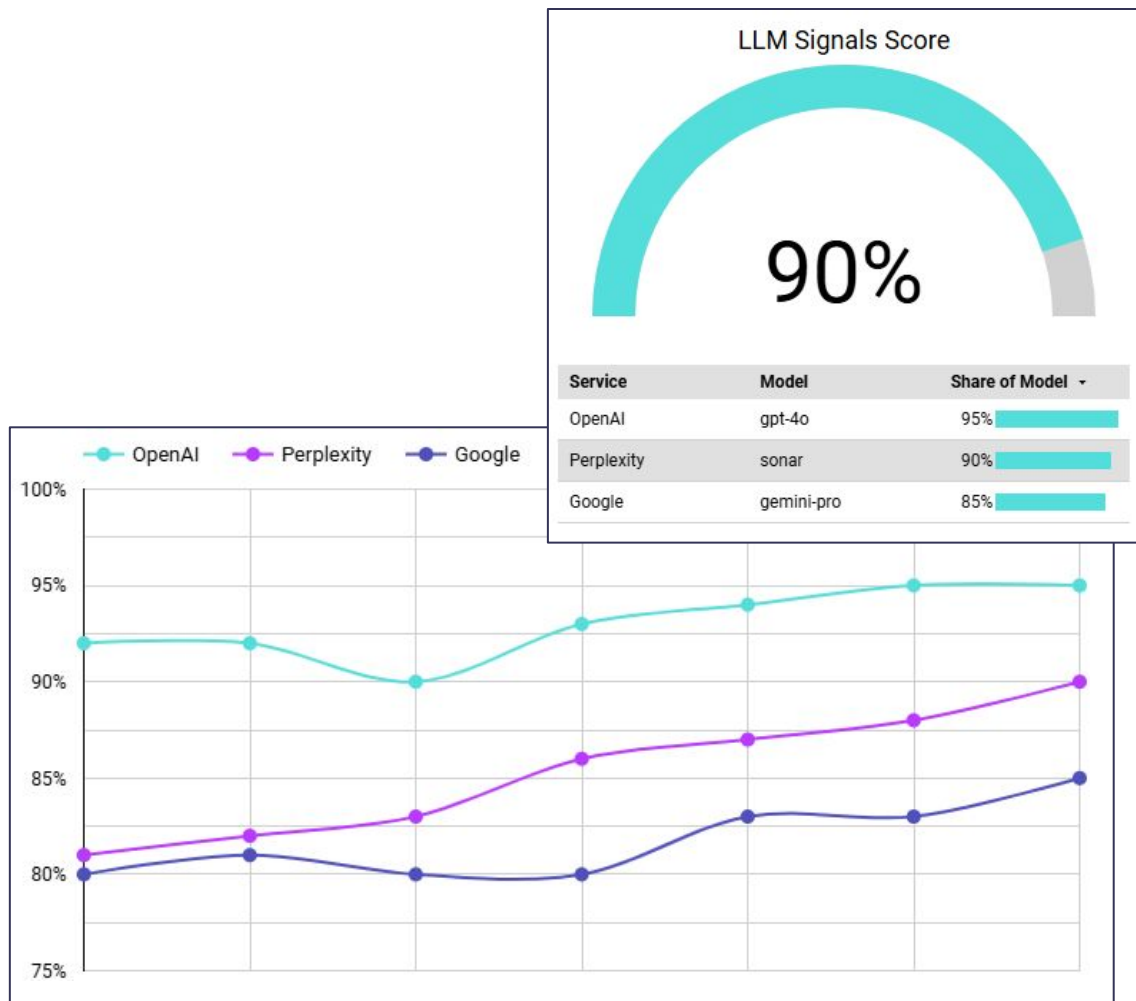 LLM Signals Score
90%
Service Model Share of Model
OpenAI gpt-4o 95%
Perplexity sonar 90%
Google gemini-pro 85%
OpenAI Perplexity Google
100%
95%
90%
85%
80%
75%